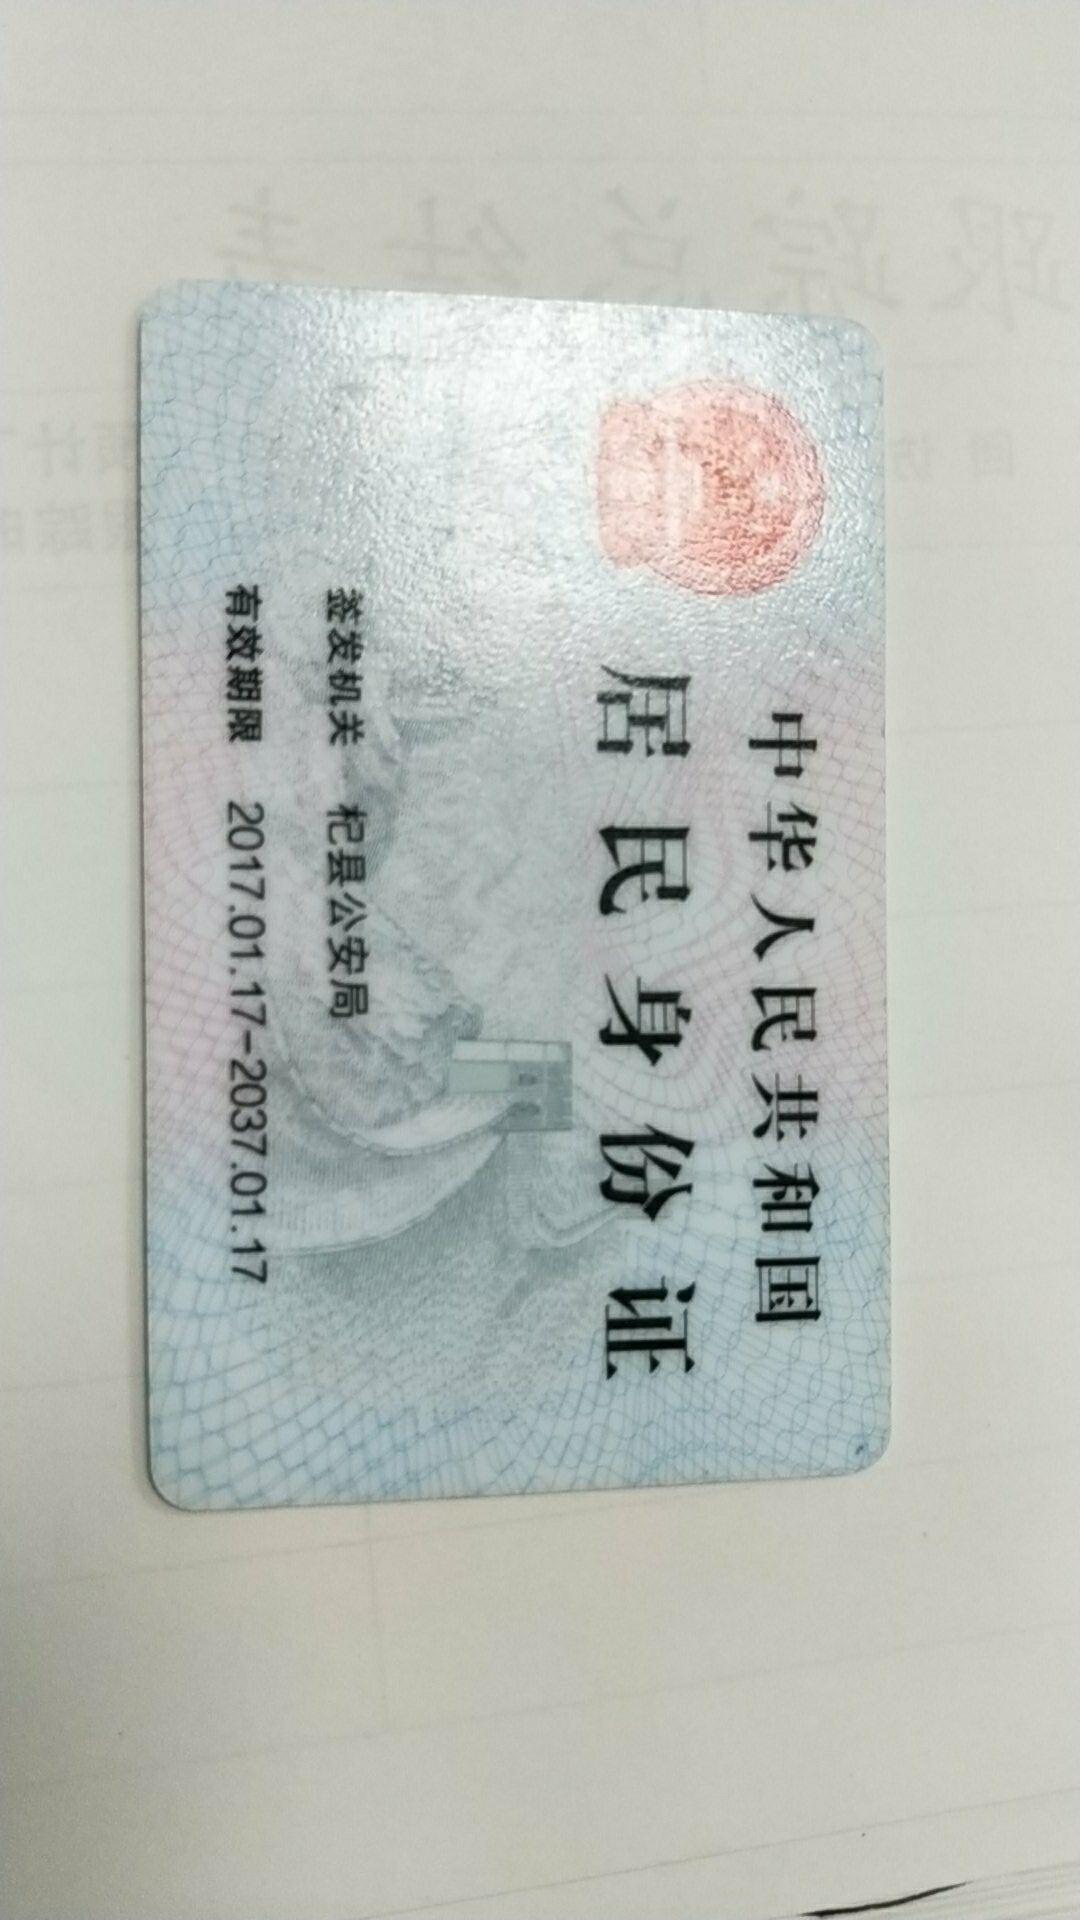 中华人民共和国
居民身份证
签发机关 杞县公安局
有效期限 2017.01.17-2037.01.17